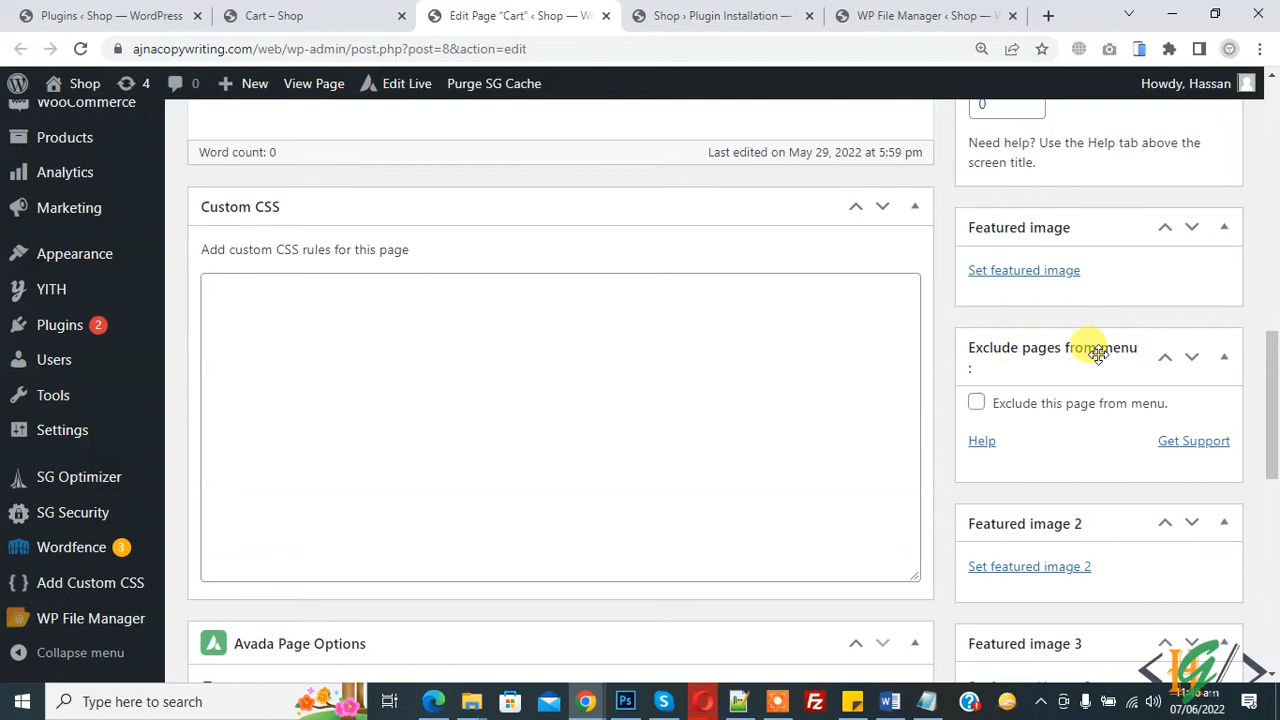 Plugins ‹ Shop — WordPress
Cart – Shop
Edit Page “Cart” ‹ Shop — Wo
Shop › Plugin Installation —
WP File Manager ‹ Shop —
ajnacopywriting.com/web/wp-admin/post.php?post=8&action=edit
Shop
4
0
New
View Page
Edit Live
Purge SG Cache
Howdy, Hassan
WooCommerce
Products
Analytics
Marketing
Appearance
YITH
Plugins 2
Users
Tools
Settings
SG Optimizer
SG Security
Wordfence 3
Add Custom CSS
WP File Manager
Collapse menu
Word count: 0
Last edited on May 29, 2022 at 5:59 pm
Custom CSS
Add custom CSS rules for this page
Avada Page Options
0
Need help? Use the Help tab above the
screen title.
Featured image
Set featured image
Exclude pages from menu
:
Exclude this page from menu.
Help
Get Support
Featured image 2
Set featured image 2
Featured image 3
Type here to search
07/06/2022